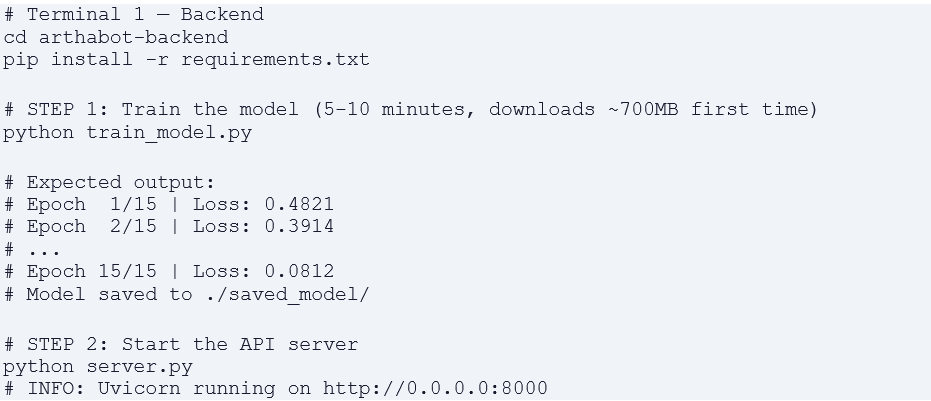 # Terminal 1 — Backend
cd arthabot-backend
pip install -r requirements.txt
# STEP 1: Train the model (5-10 minutes, downloads ~700MB first time)
python train_model.py
# Expected output:
# Epoch  1/15 | Loss: 0.4821
# Epoch  2/15 | Loss: 0.3914
# ...
# Epoch 15/15 | Loss: 0.0812
# Model saved to ./saved_model/
# STEP 2: Start the API server
python server.py
# INFO: Uvicorn running on http://0.0.0.0:8000